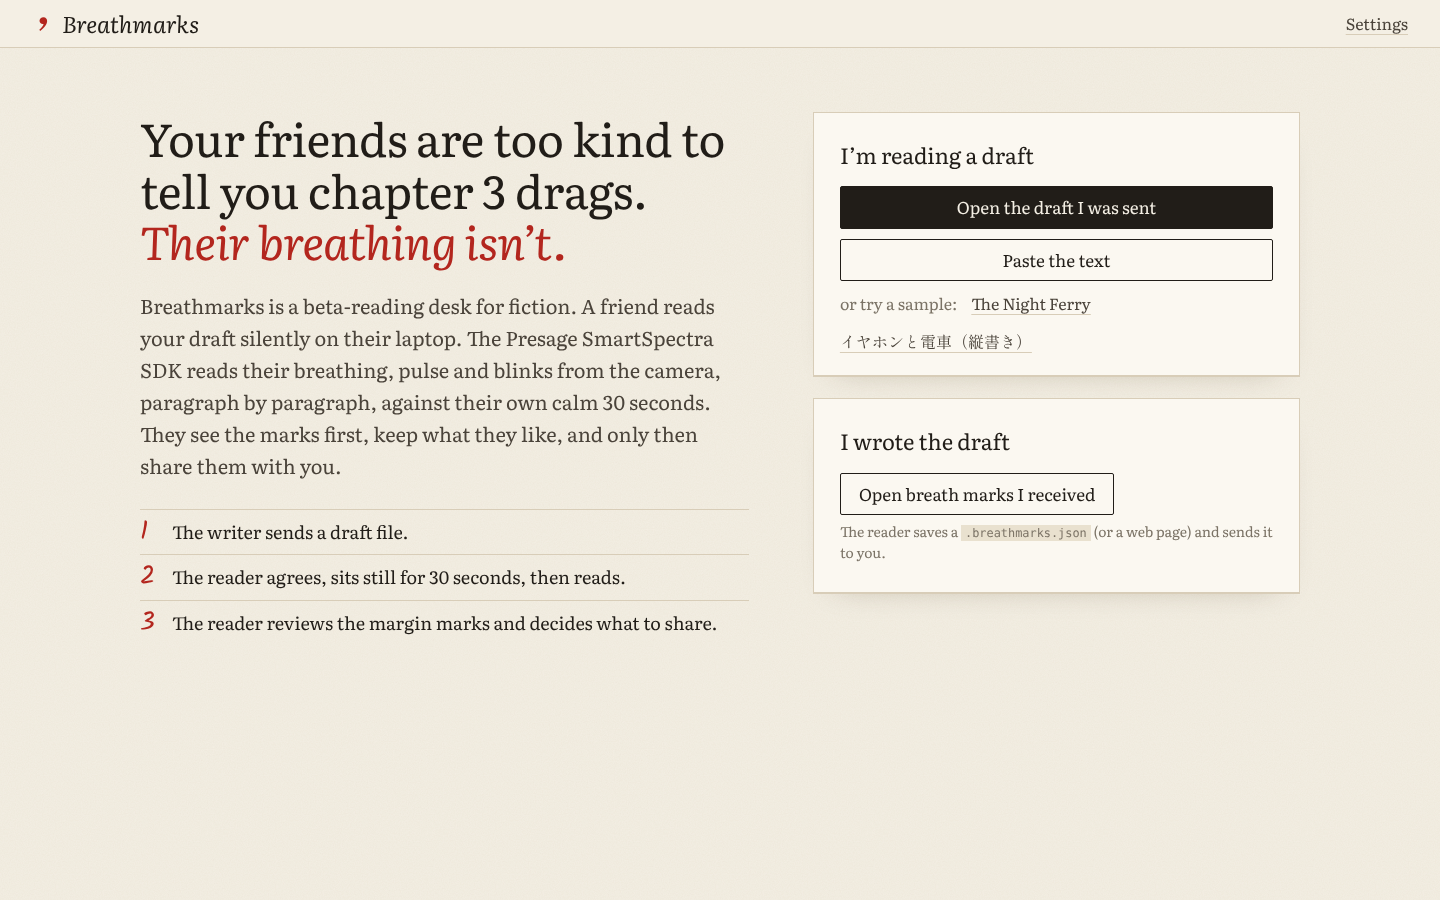 Breathmarks
Settings
Your friends are too kind to
tell you chapter 3 drags.
Their breathing isn’t.
Breathmarks is a beta-reading desk for fiction. A friend reads
your draft silently on their laptop. The Presage SmartSpectra
SDK reads their breathing, pulse and blinks from the camera,
paragraph by paragraph, against their own calm 30 seconds.
They see the marks first, keep what they like, and only then
share them with you.
1 The writer sends a draft file.
2 The reader agrees, sits still for 30 seconds, then reads.
3 The reader reviews the margin marks and decides what to share.
I’m reading a draft
Open the draft I was sent
Paste the text
or try a sample: The Night Ferry
イヤホンと電車（縦書き）
I wrote the draft
Open breath marks I received
The reader saves a .breathmarks.json (or a web page) and sends it
to you.